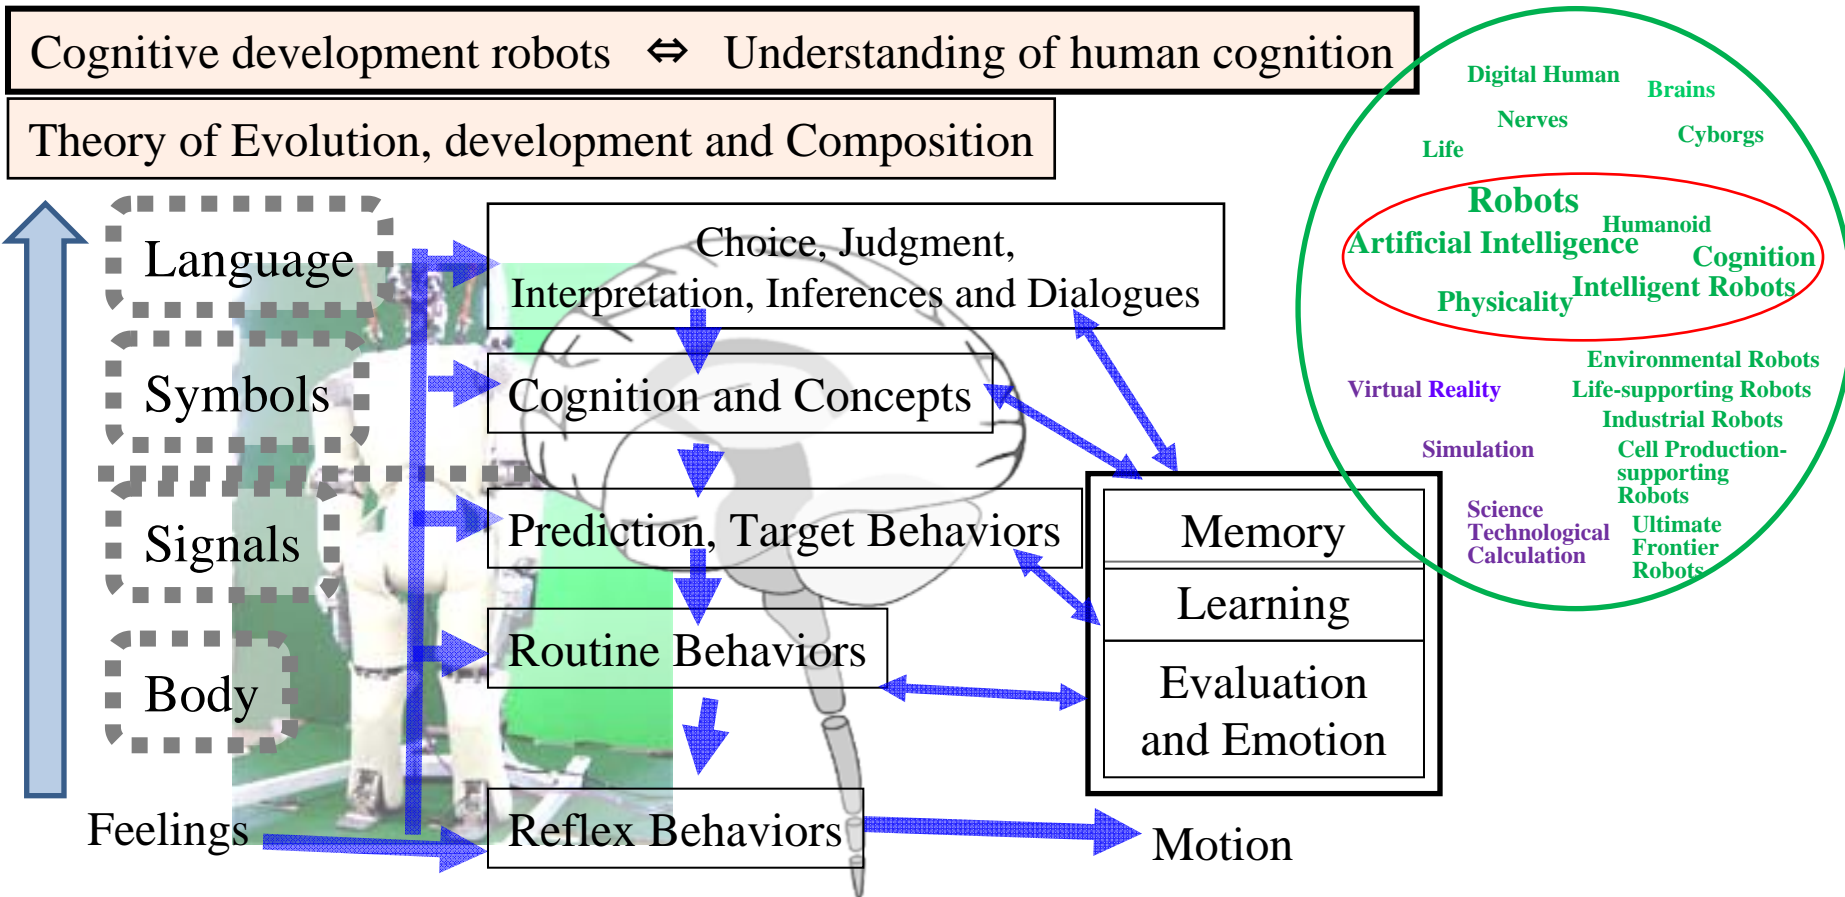 Cognitive development robots ⇔ Understanding of human cognition
Theory of Evolution, development and Composition
Language
Symbols
Signals
Body
Feelings
Choice, Judgment,
Interpretation, Inferences and Dialogues
Cognition and Concepts
Prediction, Target Behaviors
Routine Behaviors
Reflex Behaviors
Motion
Memory
Learning
Evaluation
and Emotion
Digital Human
Brains
Nerves
Cyborgs
Life
Robots
Humanoid
Artificial Intelligence
Cognition
Intelligent Robots
Physicality
Environmental Robots
Virtual Reality
Life-supporting Robots
Industrial Robots
Simulation
Cell Production-
supporting
Robots
Science
Technological
Calculation
Ultimate
Frontier
Robots